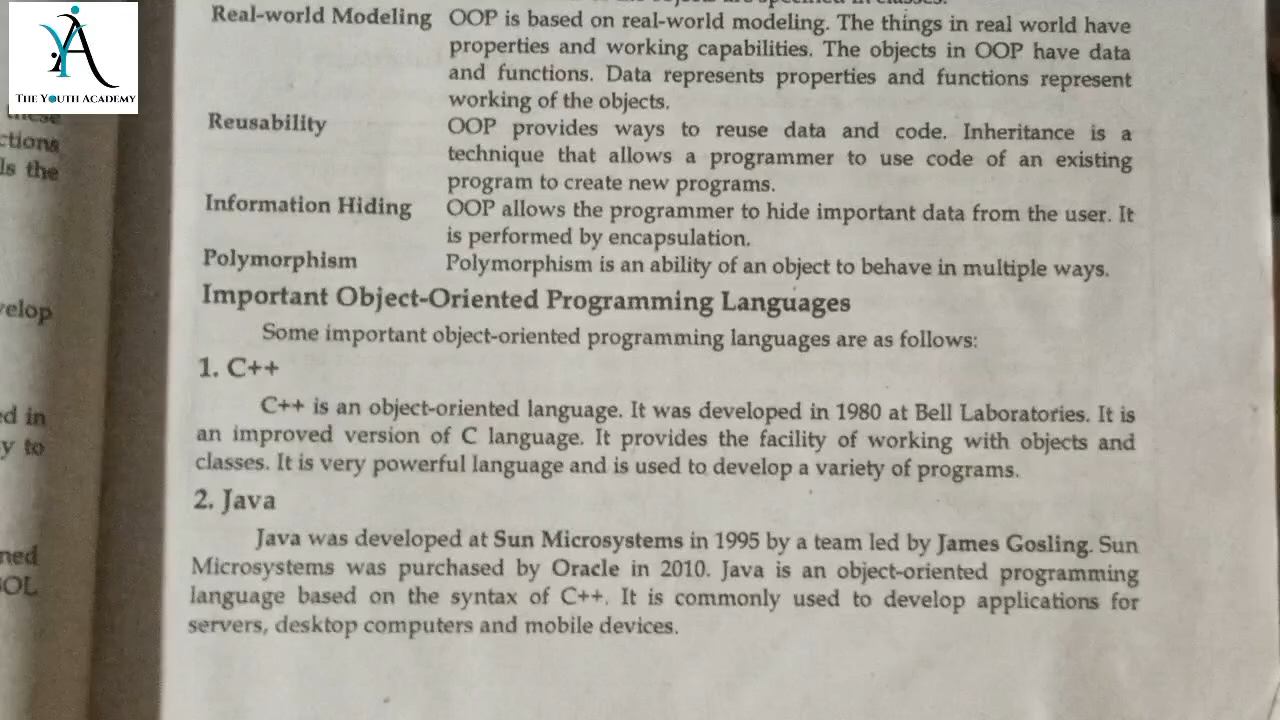 THE YOUTH ACADEMY
ctions
ls the
velop
ed in
y to
ned
Real-world Modeling OOP is based on real-world modeling. The things in real world have
properties and working capabilities. The objects in OOP have data
and functions. Data represents properties and functions represent
working of the objects.
Reusability OOP provides ways to reuse data and code. Inheritance is a
technique that allows a programmer to use code of an existing
program to create new programs.
Information Hiding OOP allows the programmer to hide important data from the user. It
is performed by encapsulation.
Polymorphism Polymorphism is an ability of an object to behave in multiple ways.
Important Object-Oriented Programming Languages
Some important object-oriented programming languages are as follows:
1. C++
C++ is an object-oriented language. It was developed in 1980 at Bell Laboratories. It is
an improved version of C language. It provides the facility of working with objects and
classes. It is very powerful language and is used to develop a variety of programs.
2. Java
Java was developed at Sun Microsystems in 1995 by a team led by James Gosling. Sun
Microsystems was purchased by Oracle in 2010. Java is an object-oriented programming
language based on the syntax of C++. It is commonly used to develop applications for
servers, desktop computers and mobile devices.